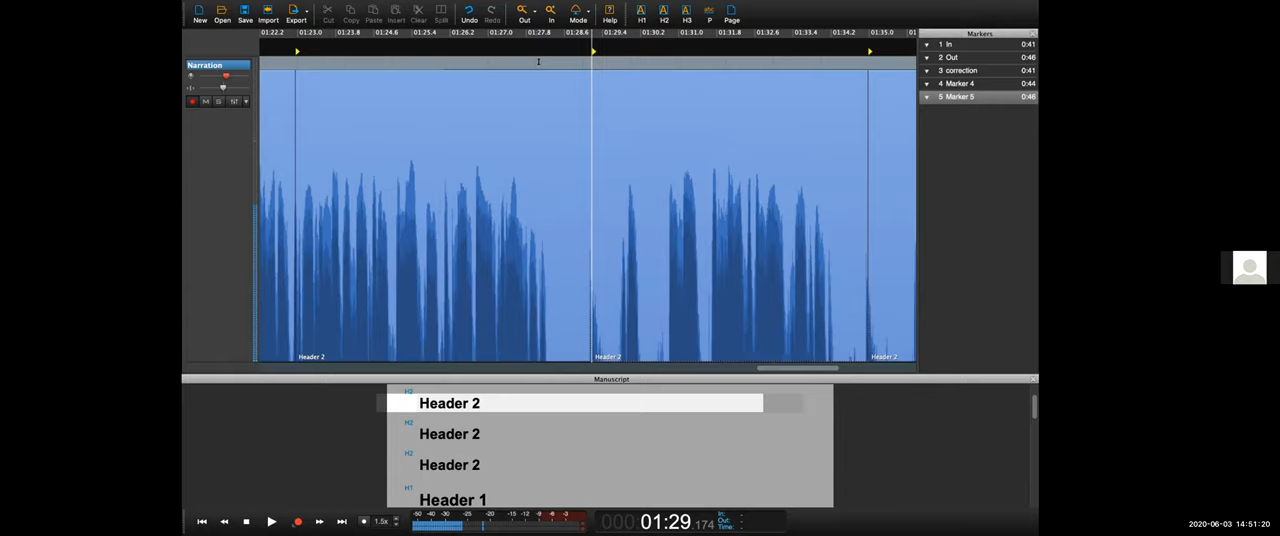 New Open Save Import Export Cut Copy Paste Insert Clear Split Undo Redo Out In Mode Help H1 H2 H3 P Page
abc
01:22.2 01:23.0 01:23.8 01:24.6 01:25.4 01:26.2 01:27.0 01:27.8 01:28.6 01:29.4 01:30.2 01:31.0 01:31.8 01:32.6 01:33.4 01:34.2 01:35.0 01
Markers
1 In 0:41
2 Out 0:46
3 correction 0:41
4 Marker 4 0:44
5 Marker 5 0:46
Narration
M S
Header 2 Header 2 Header 2
Manuscript
H2
Header 2
H2
Header 2
H2
Header 2
H1
Header 1
1.5x
-50 -40 -30 -20 -15 -12 -9 -6 -3
000:01:29.174
In: -
Out: -
Time: -
2020-06-03 14:51:20